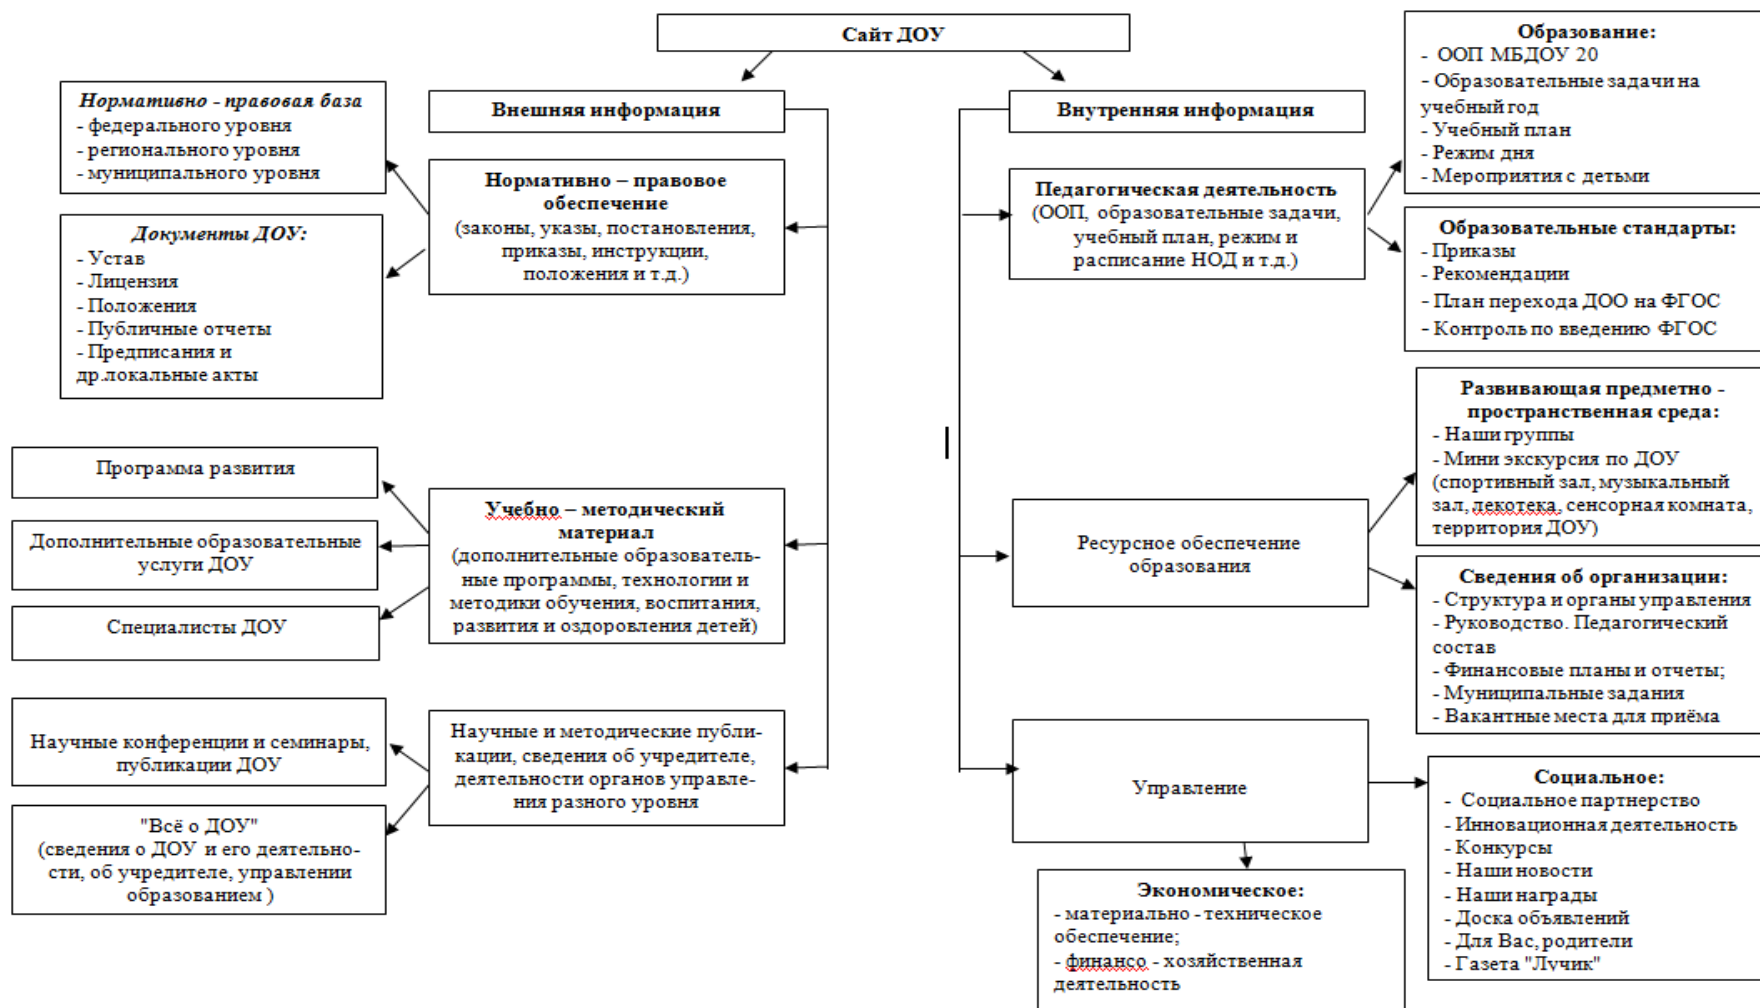 Сайт ДОУ
Внешняя информация
Нормативно - правовая база
- федерального уровня
- регионального уровня
- муниципального уровня
Нормативно – правовое
обеспечение
(законы, указы, постановления,
приказы, инструкции,
положения и т.д.)
Документы ДОУ:
- Устав
- Лицензия
- Положения
- Публичные отчеты
- Предписания и
др.локальные акты
Программа развития
Дополнительные образовательные
услуги ДОУ
Специалисты ДОУ
Учебно – методический
материал
(дополнительные образователь-
ные программы, технологии и
методики обучения, воспитания,
развития и оздоровления детей)
Научные конференции и семинары,
публикации ДОУ
"Всё о ДОУ"
(сведения о ДОУ и его деятельно-
сти, об учредителе, управлении
образованием )
Научные и методические публи-
кации, сведения об учредителе,
деятельности органов управле-
ния разного уровня
Внутренняя информация
Педагогическая деятельность
(ООП, образовательные задачи,
учебный план, режим и
расписание НОД и т.д.)
Образование:
- ООП МБДОУ 20
- Образовательные задачи на
учебный год
- Учебный план
- Режим дня
- Мероприятия с детьми
Образовательные стандарты:
- Приказы
- Рекомендации
- План перехода ДОО на ФГОС
- Контроль по введению ФГОС
Ресурсное обеспечение
образования
Развивающая предметно -
пространственная среда:
- Наши группы
- Мини экскурсия по ДОУ
(спортивный зал, музыкальный
зал, лекотека, сенсорная комната,
территория ДОУ)
Сведения об организации:
- Структура и органы управления
- Руководство. Педагогический
состав
- Финансовые планы и отчеты;
- Муниципальные задания
- Вакантные места для приёма
Управление
Социальное:
- Социальное партнерство
- Инновационная деятельность
- Конкурсы
- Наши новости
- Наши награды
- Доска объявлений
- Для Вас, родители
- Газета "Лучик"
Экономическое:
- материально - техническое
обеспечение;
- финансо - хозяйственная
деятельность